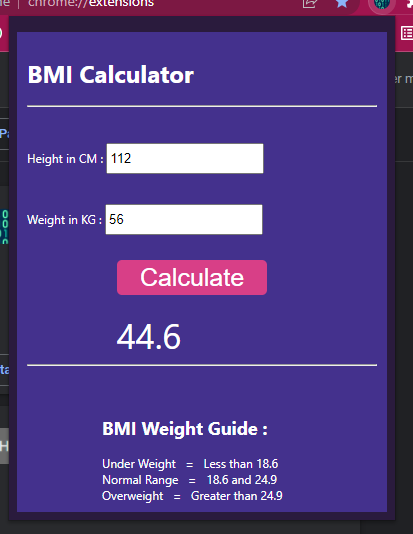 chrome://extensions
BMI Calculator
Height in CM : 112
Weight in KG : 56
Calculate
44.6
BMI Weight Guide :
Under Weight = Less than 18.6
Normal Range = 18.6 and 24.9
Overweight = Greater than 24.9